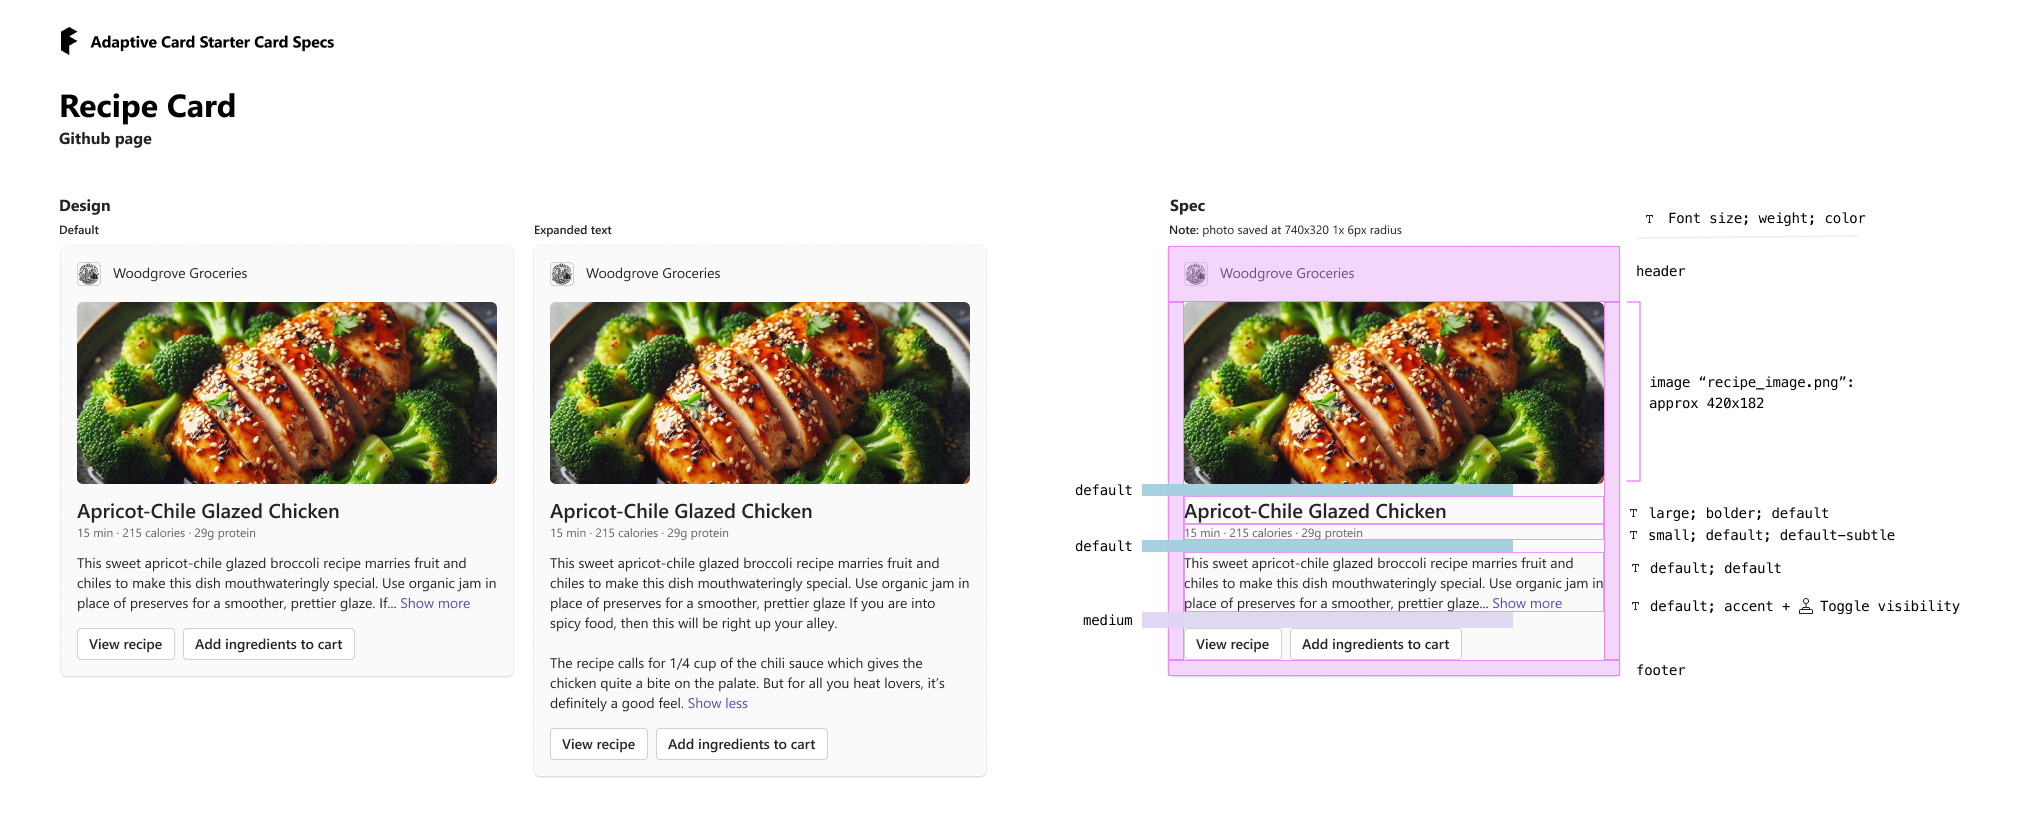 Adaptive Card Starter Card Specs
Recipe Card
Github page
Design
Default
Woodgrove Groceries
Apricot-Chile Glazed Chicken
15 min · 215 calories · 29g protein
This sweet apricot-chile glazed broccoli recipe marries fruit and
chiles to make this dish mouthwateringly special. Use organic jam in
place of preserves for a smoother, prettier glaze. If... Show more
View recipe
Add ingredients to cart
Expanded text
Woodgrove Groceries
Apricot-Chile Glazed Chicken
15 min · 215 calories · 29g protein
This sweet apricot-chile glazed broccoli recipe marries fruit and
chiles to make this dish mouthwateringly special. Use organic jam in
place of preserves for a smoother, prettier glaze If you are into
spicy food, then this will be right up your alley.
The recipe calls for 1/4 cup of the chili sauce which gives the
chicken quite a bite on the palate. But for all you heat lovers, it’s
definitely a good feel. Show less
View recipe
Add ingredients to cart
Spec
Note: photo saved at 740x320 1x 6px radius
Woodgrove Groceries
default
Apricot-Chile Glazed Chicken
15 min · 215 calories · 29g protein
default
This sweet apricot-chile glazed broccoli recipe marries fruit and
chiles to make this dish mouthwateringly special. Use organic jam in
place of preserves for a smoother, prettier glaze... Show more
medium
View recipe
Add ingredients to cart
T Font size; weight; color
header
image “recipe_image.png”:
approx 420x182
T large; bolder; default
T small; default; default-subtle
T default; default
T default; accent + Toggle visibility
footer